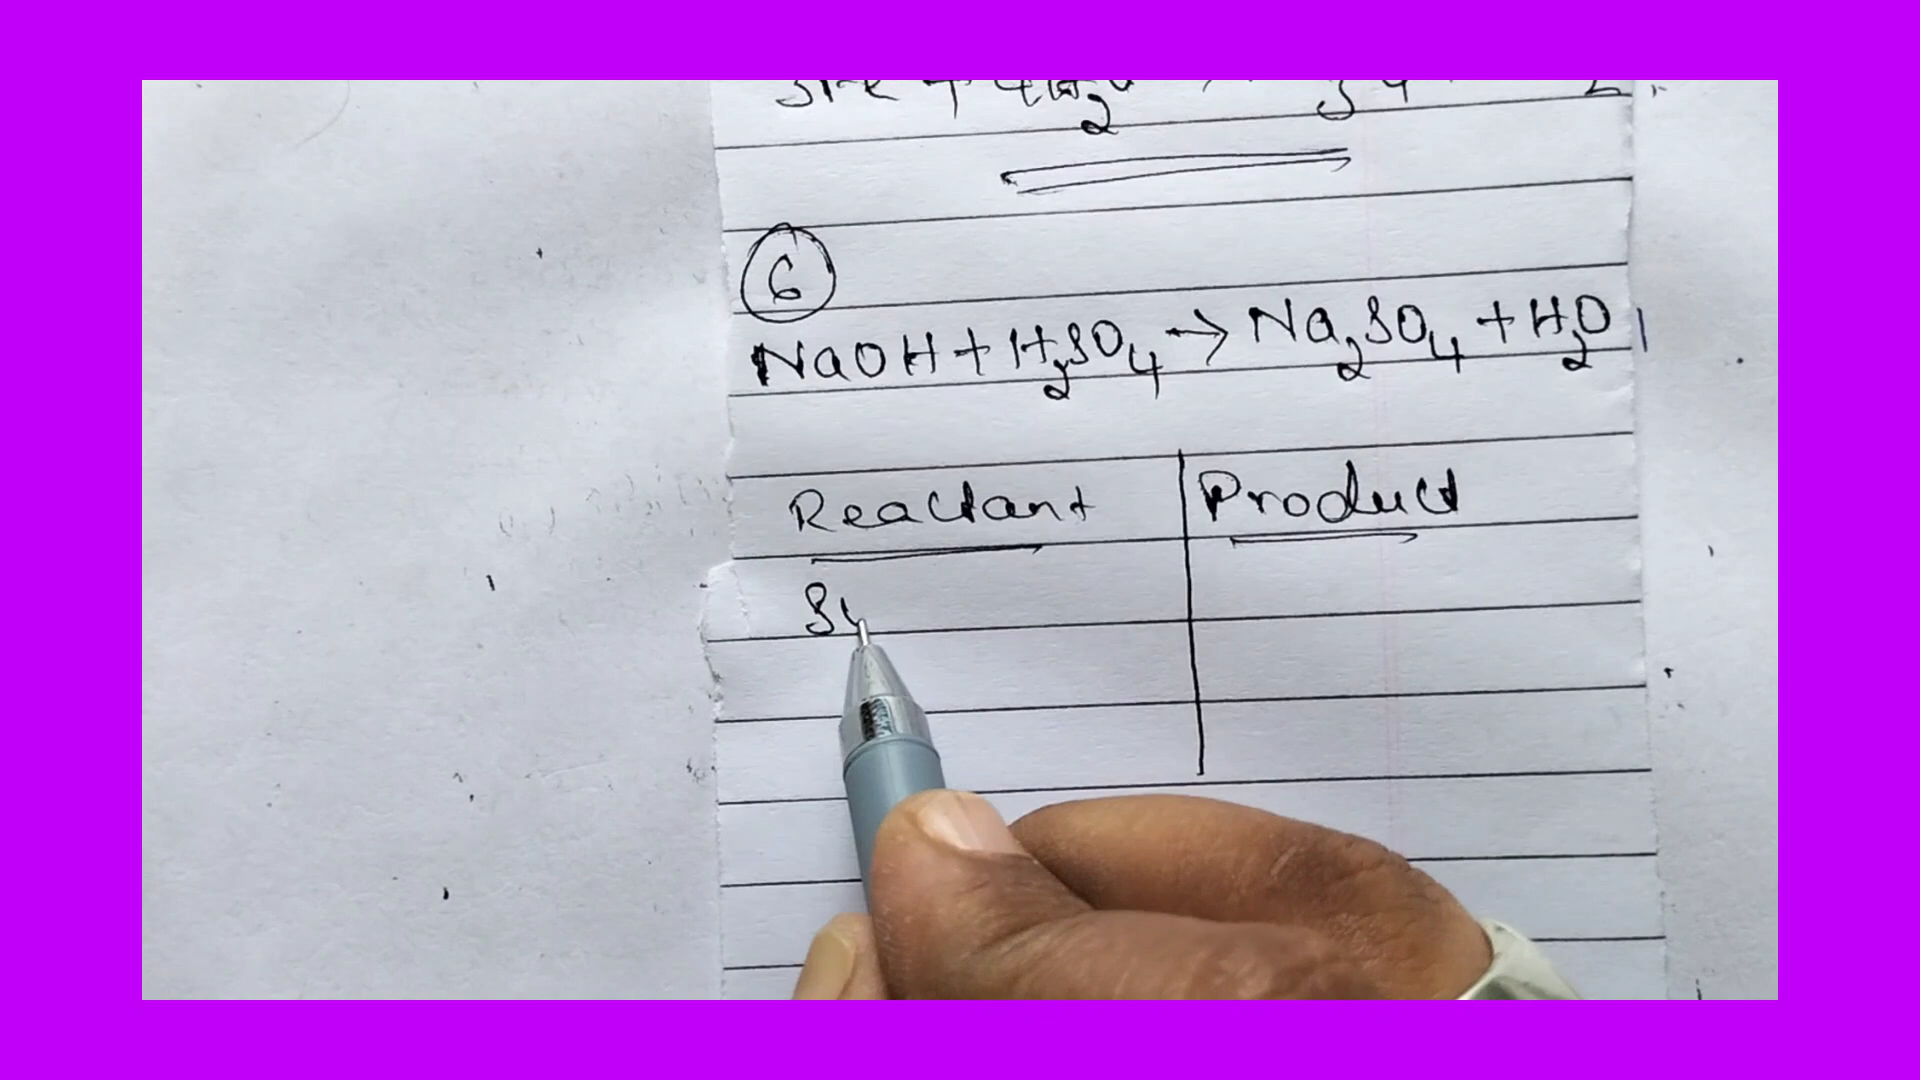 6
NaOH + H₂SO₄ → Na₂SO₄ + H₂O
Reactant Product